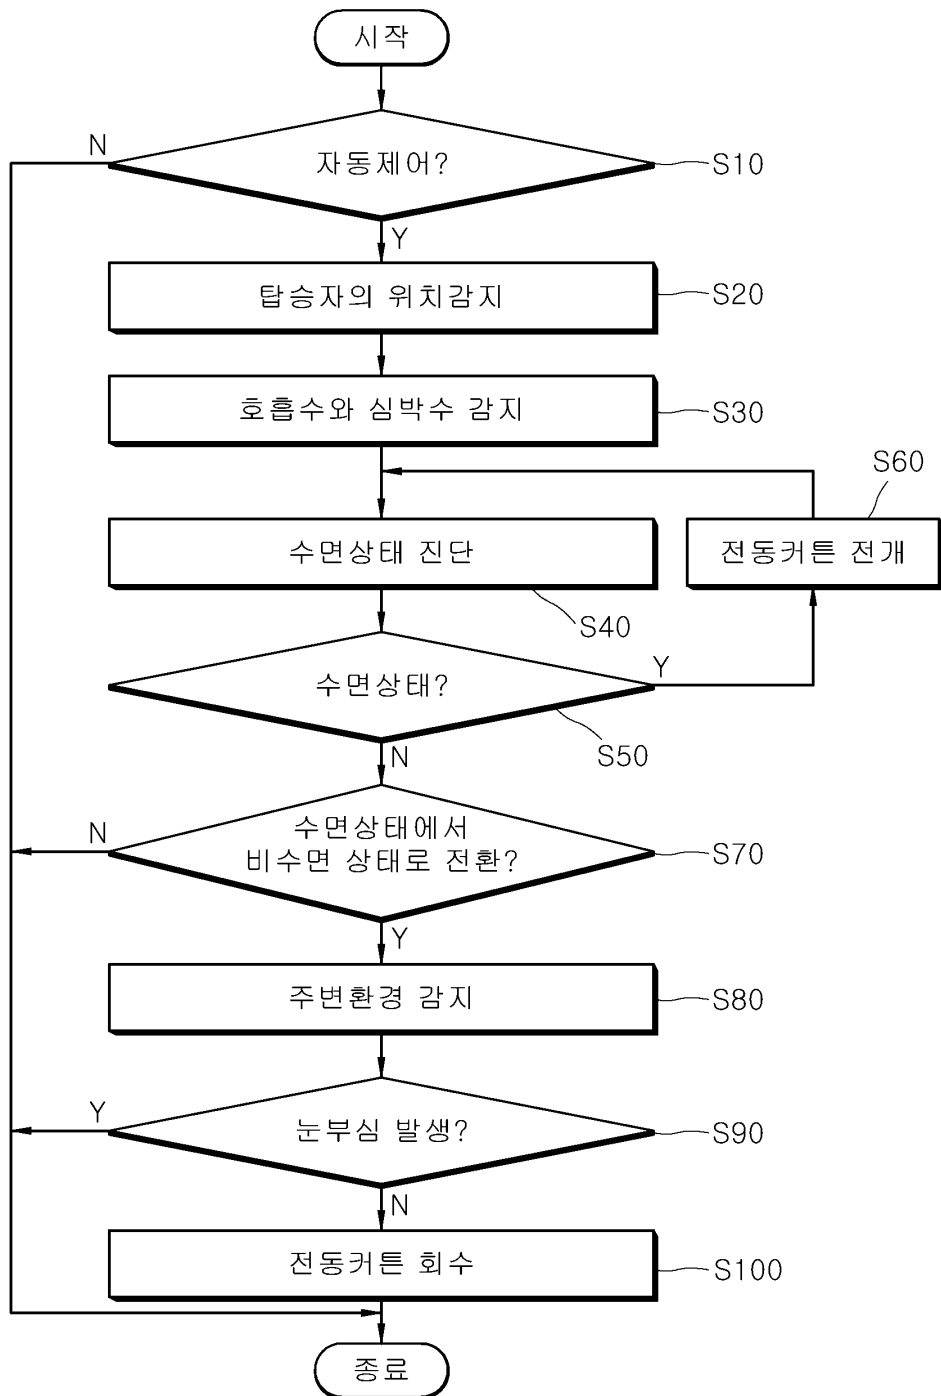 시작
N
자동제어?
S10
Y
탑승자의 위치감지
S20
호흡수와 심박수 감지
S30
S60
수면상태 진단
전동커튼 전개
S40
수면상태?
Y
S50
N
N
수면상태에서
비수면 상태로 전환?
S70
Y
주변환경 감지
S80
Y
눈부심 발생?
S90
N
전동커튼 회수
S100
종료